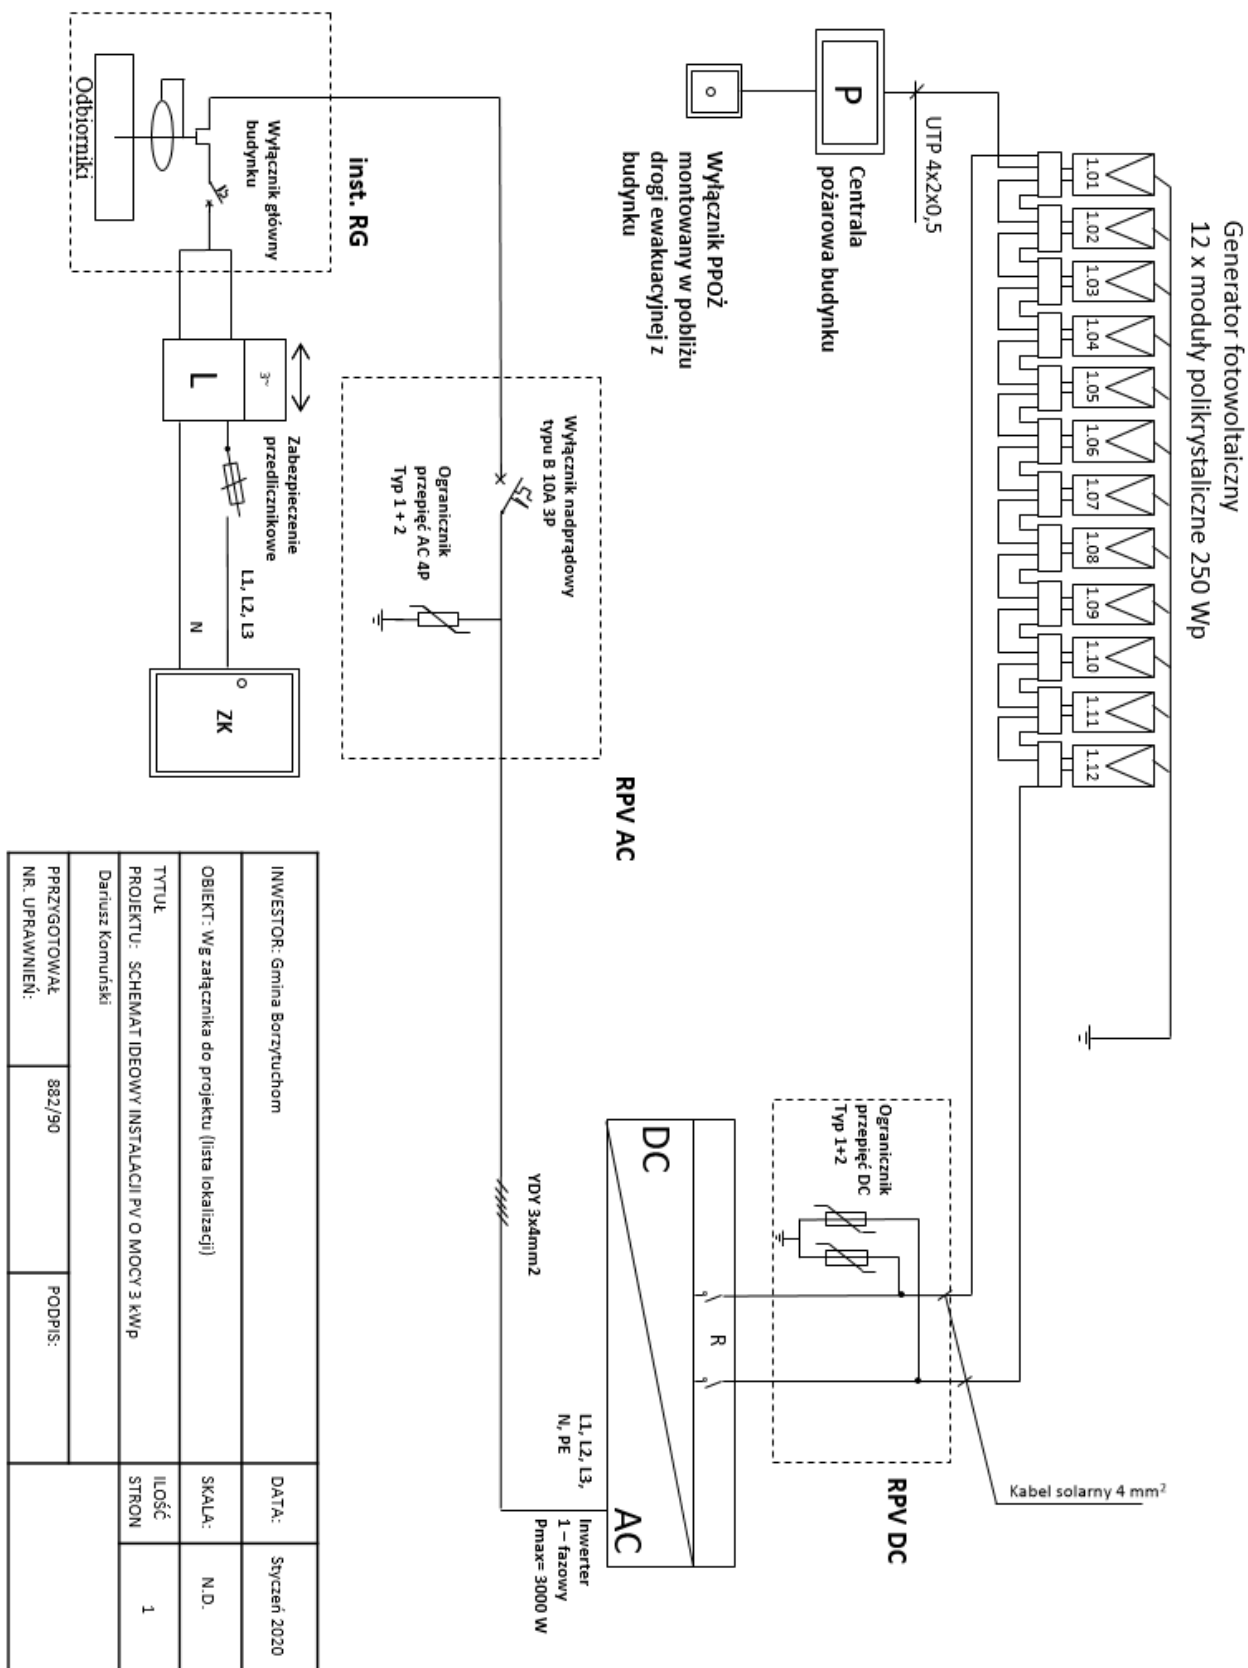 Generator fotowoltaiczny
12 x moduły polikrystaliczne 250 Wp
1.01
1.02
1.03
1.04
1.05
1.06
1.07
1.08
1.09
1.10
1.11
1.12
UTP 4x2x0,5
P
Centrala
pożarowa budynku
Wyłącznik PPOŻ
montowany w pobliżu
drogi ewakuacyjnej z
budynku
Kabel solarny 4 mm²
RPV DC
Ogranicznik
przepięć DC
Typ 1+2
DC
R
AC
L1, L2, L3,
N, PE
Inwerter
1 – fazowy
Pmax= 3000 W
YDY 3x4mm2
RPV AC
Wyłącznik nadprądowy
typu B 10A 3P
Ogranicznik
przepięć AC 4P
Typ 1 + 2
inst. RG
Wyłącznik główny
budynku
Odbiorniki
3~
L
Zabezpieczenie
przedlicznikowe
L1, L2, L3
N
ZK
INWESTOR: Gmina Borzytuchom
DATA:
Styczeń 2020
OBIEKT: Wg załącznika do projektu (lista lokalizacji)
SKALA:
N.D.
TYTUŁ
PROJEKTU: SCHEMAT IDEOWY INSTALACJI PV O MOCY 3 kWp
ILOŚĆ
STRON
1
Dariusz Komuński
PPRZYGOTOWAŁ
NR. UPRAWNIEŃ:
882/90
PODPIS: